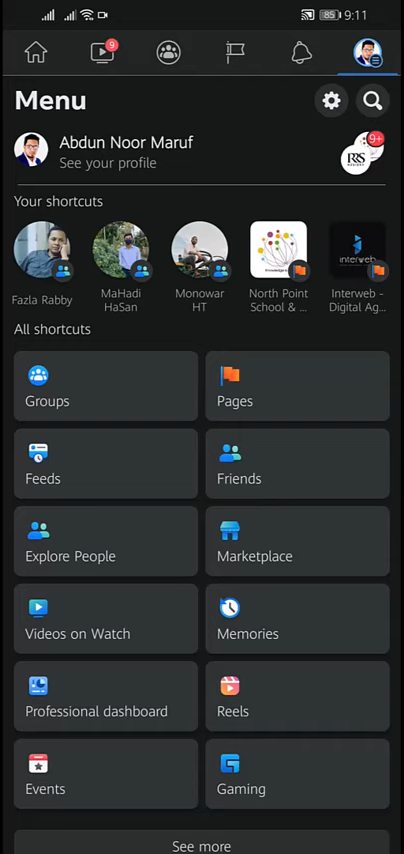 85 9:11
9
Menu
Abdun Noor Maruf
See your profile
9+
RRS
Your shortcuts
interweb
Fazla Rabby
MaHadi
HaSan
Monowar
HT
North Point
School & ...
Interweb -
Digital Ag...
All shortcuts
Groups
Pages
Feeds
Friends
Explore People
Marketplace
Videos on Watch
Memories
Professional dashboard
Reels
Events
Gaming
See more